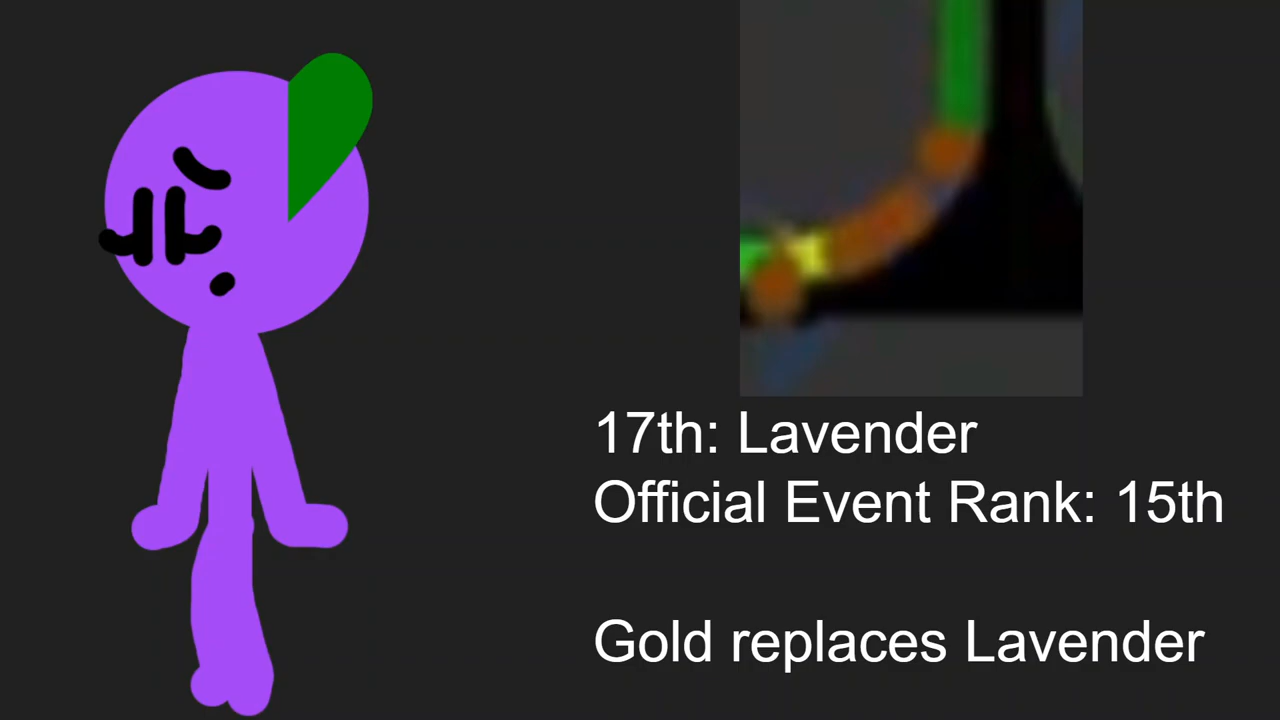 17th: Lavender
Official Event Rank: 15th
Gold replaces Lavender